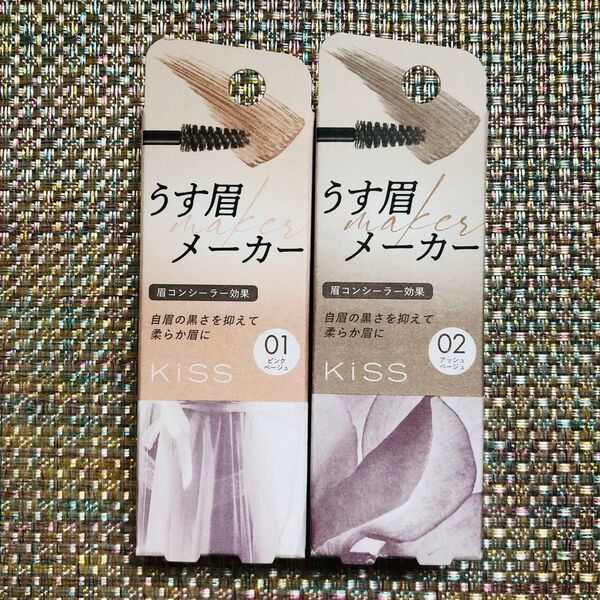 うす眉
maker
メーカー
眉コンシーラー効果
自眉の黒さを抑えて
柔らか眉に
01
ピンク
ベージュ
KiSS
うす眉
maker
メーカー
眉コンシーラー効果
自眉の黒さを抑えて
柔らか眉に
02
アッシュ
ベージュ
KiSS